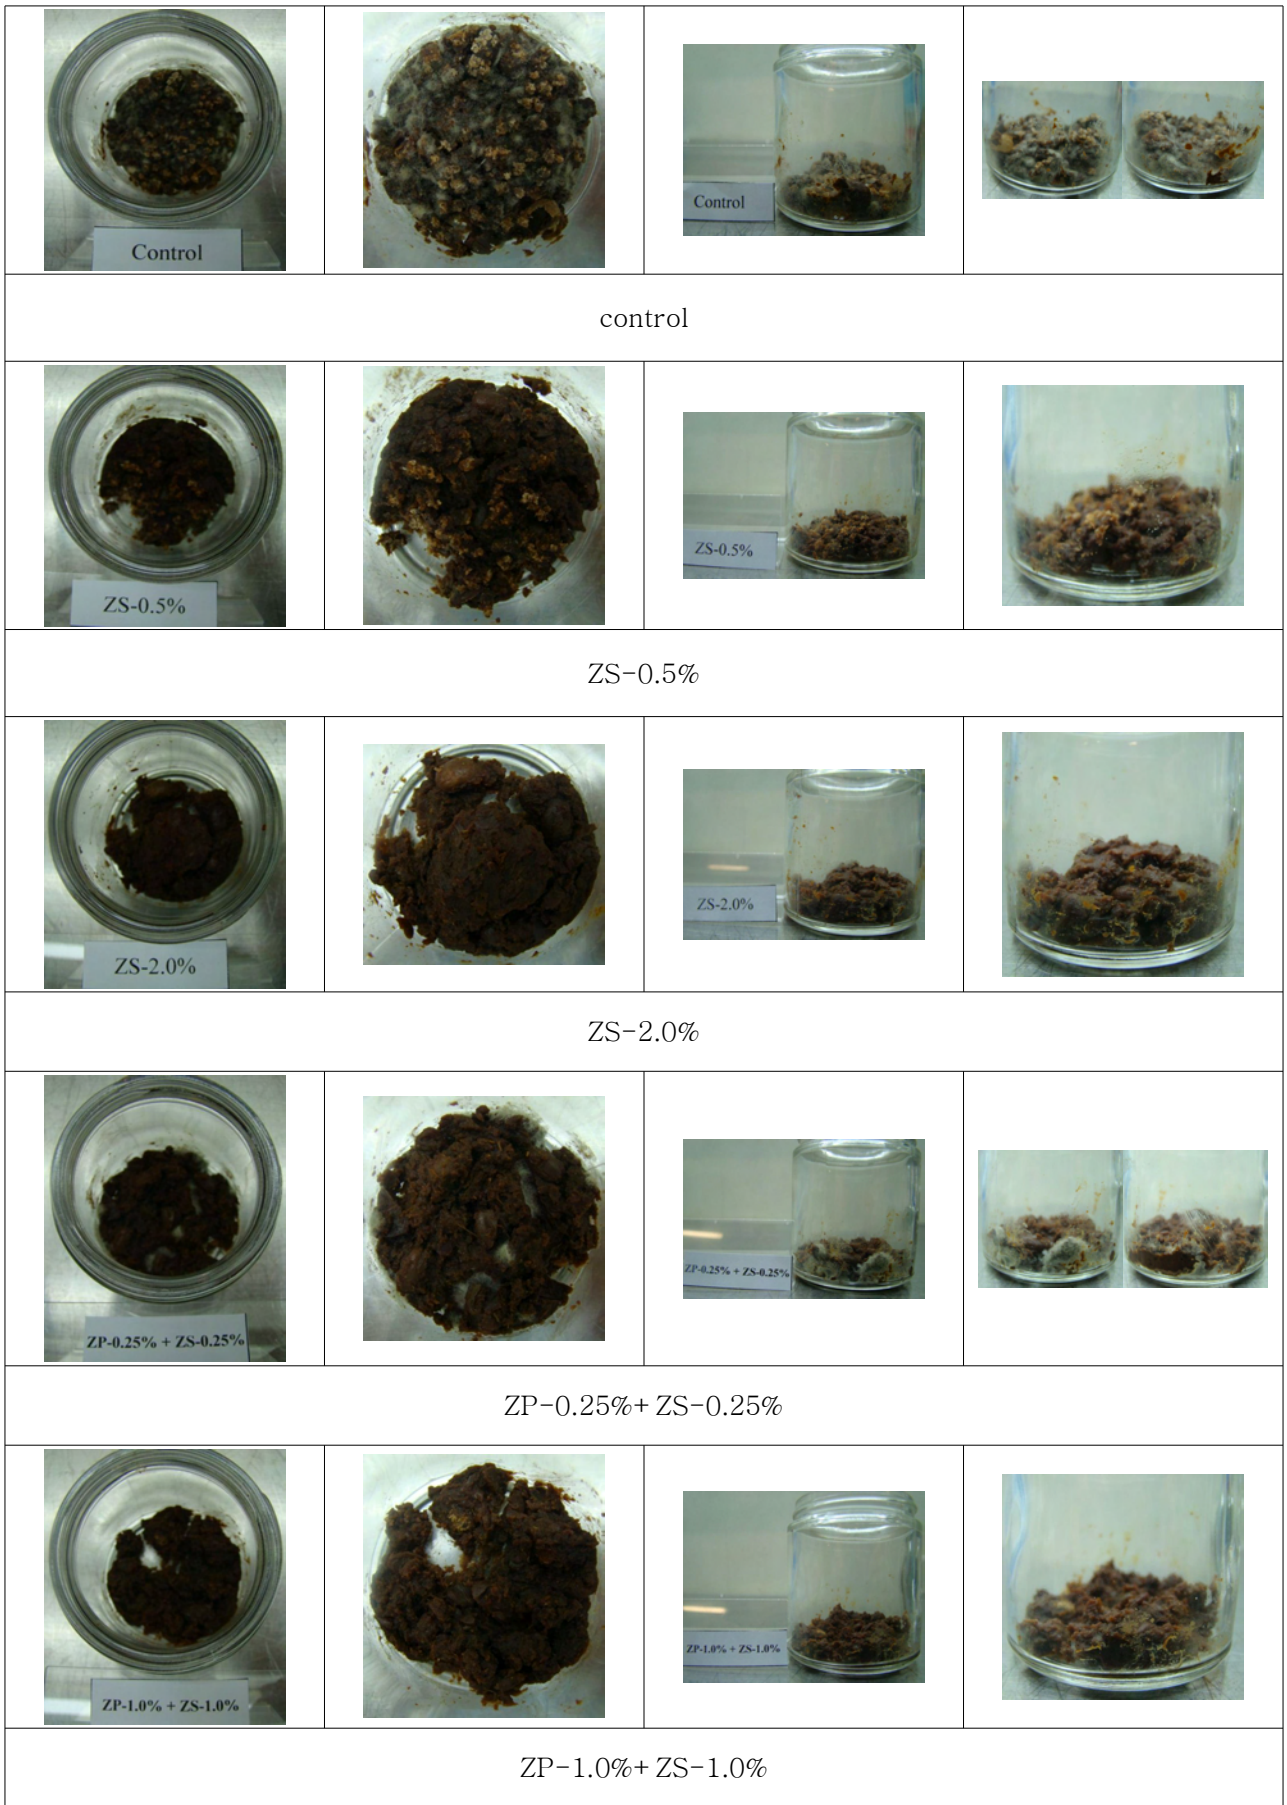 Control
Control
control
ZS-0.5%
ZS-0.5%
ZS-0.5%
ZS-2.0%
ZS-2.0%
ZS-2.0%
ZP-0.25% + ZS-0.25%
ZP-0.25% + ZS-0.25%
ZP-0.25%+ ZS-0.25%
ZP-1.0% + ZS-1.0%
ZP-1.0% + ZS-1.0%
ZP-1.0%+ ZS-1.0%